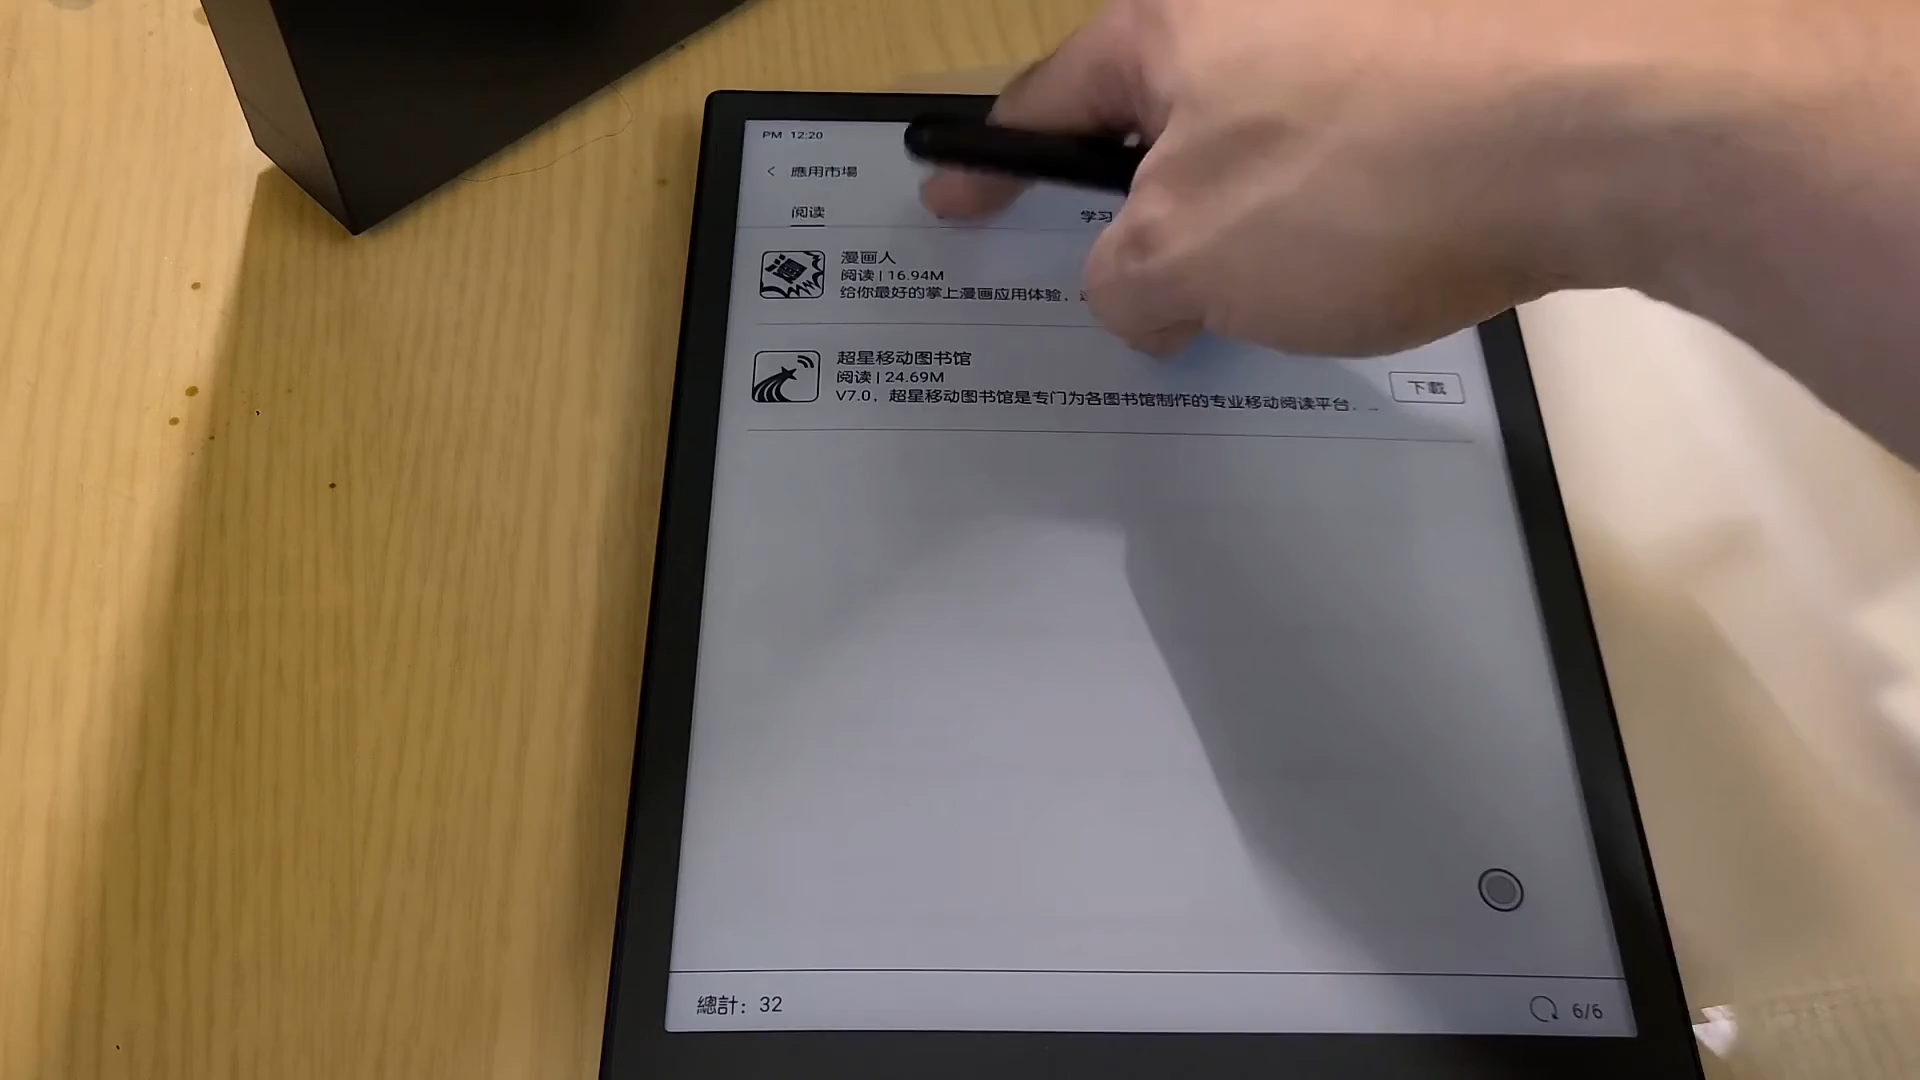 PM 12:20
< 應用市場
阅读
学习
漫画人
阅读 | 16.94M
给你最好的掌上漫画应用体验，
超星移动图书馆
阅读 | 24.69M
下載
V7.0，超星移动图书馆是专门为各图书馆制作的专业移动阅读平台，...
總計：32
6/6